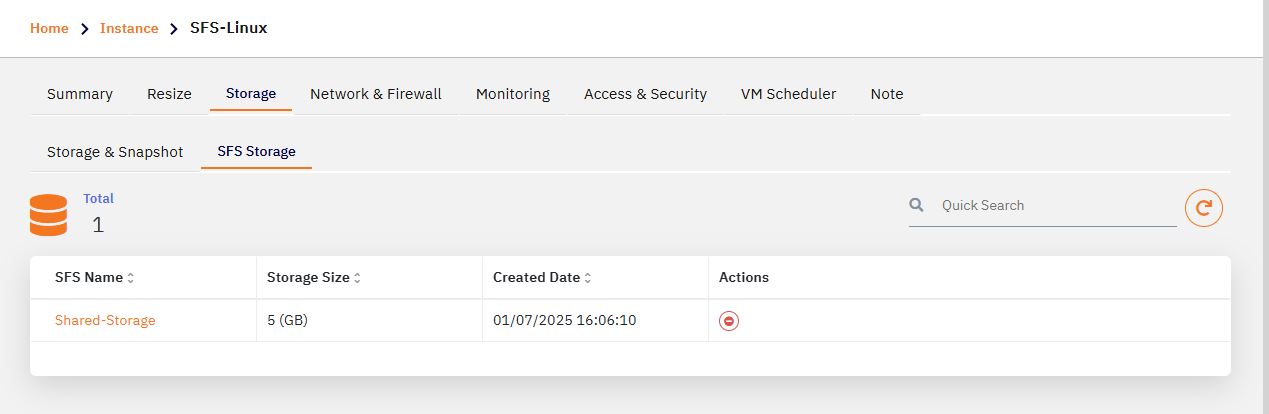 Home > Instance > SFS-Linux
Summary Resize Storage Network & Firewall Monitoring Access & Security VM Scheduler Note
Storage & Snapshot SFS Storage
Total
1
Quick Search
SFS Name Storage Size Created Date Actions
Shared-Storage 5 (GB) 01/07/2025 16:06:10